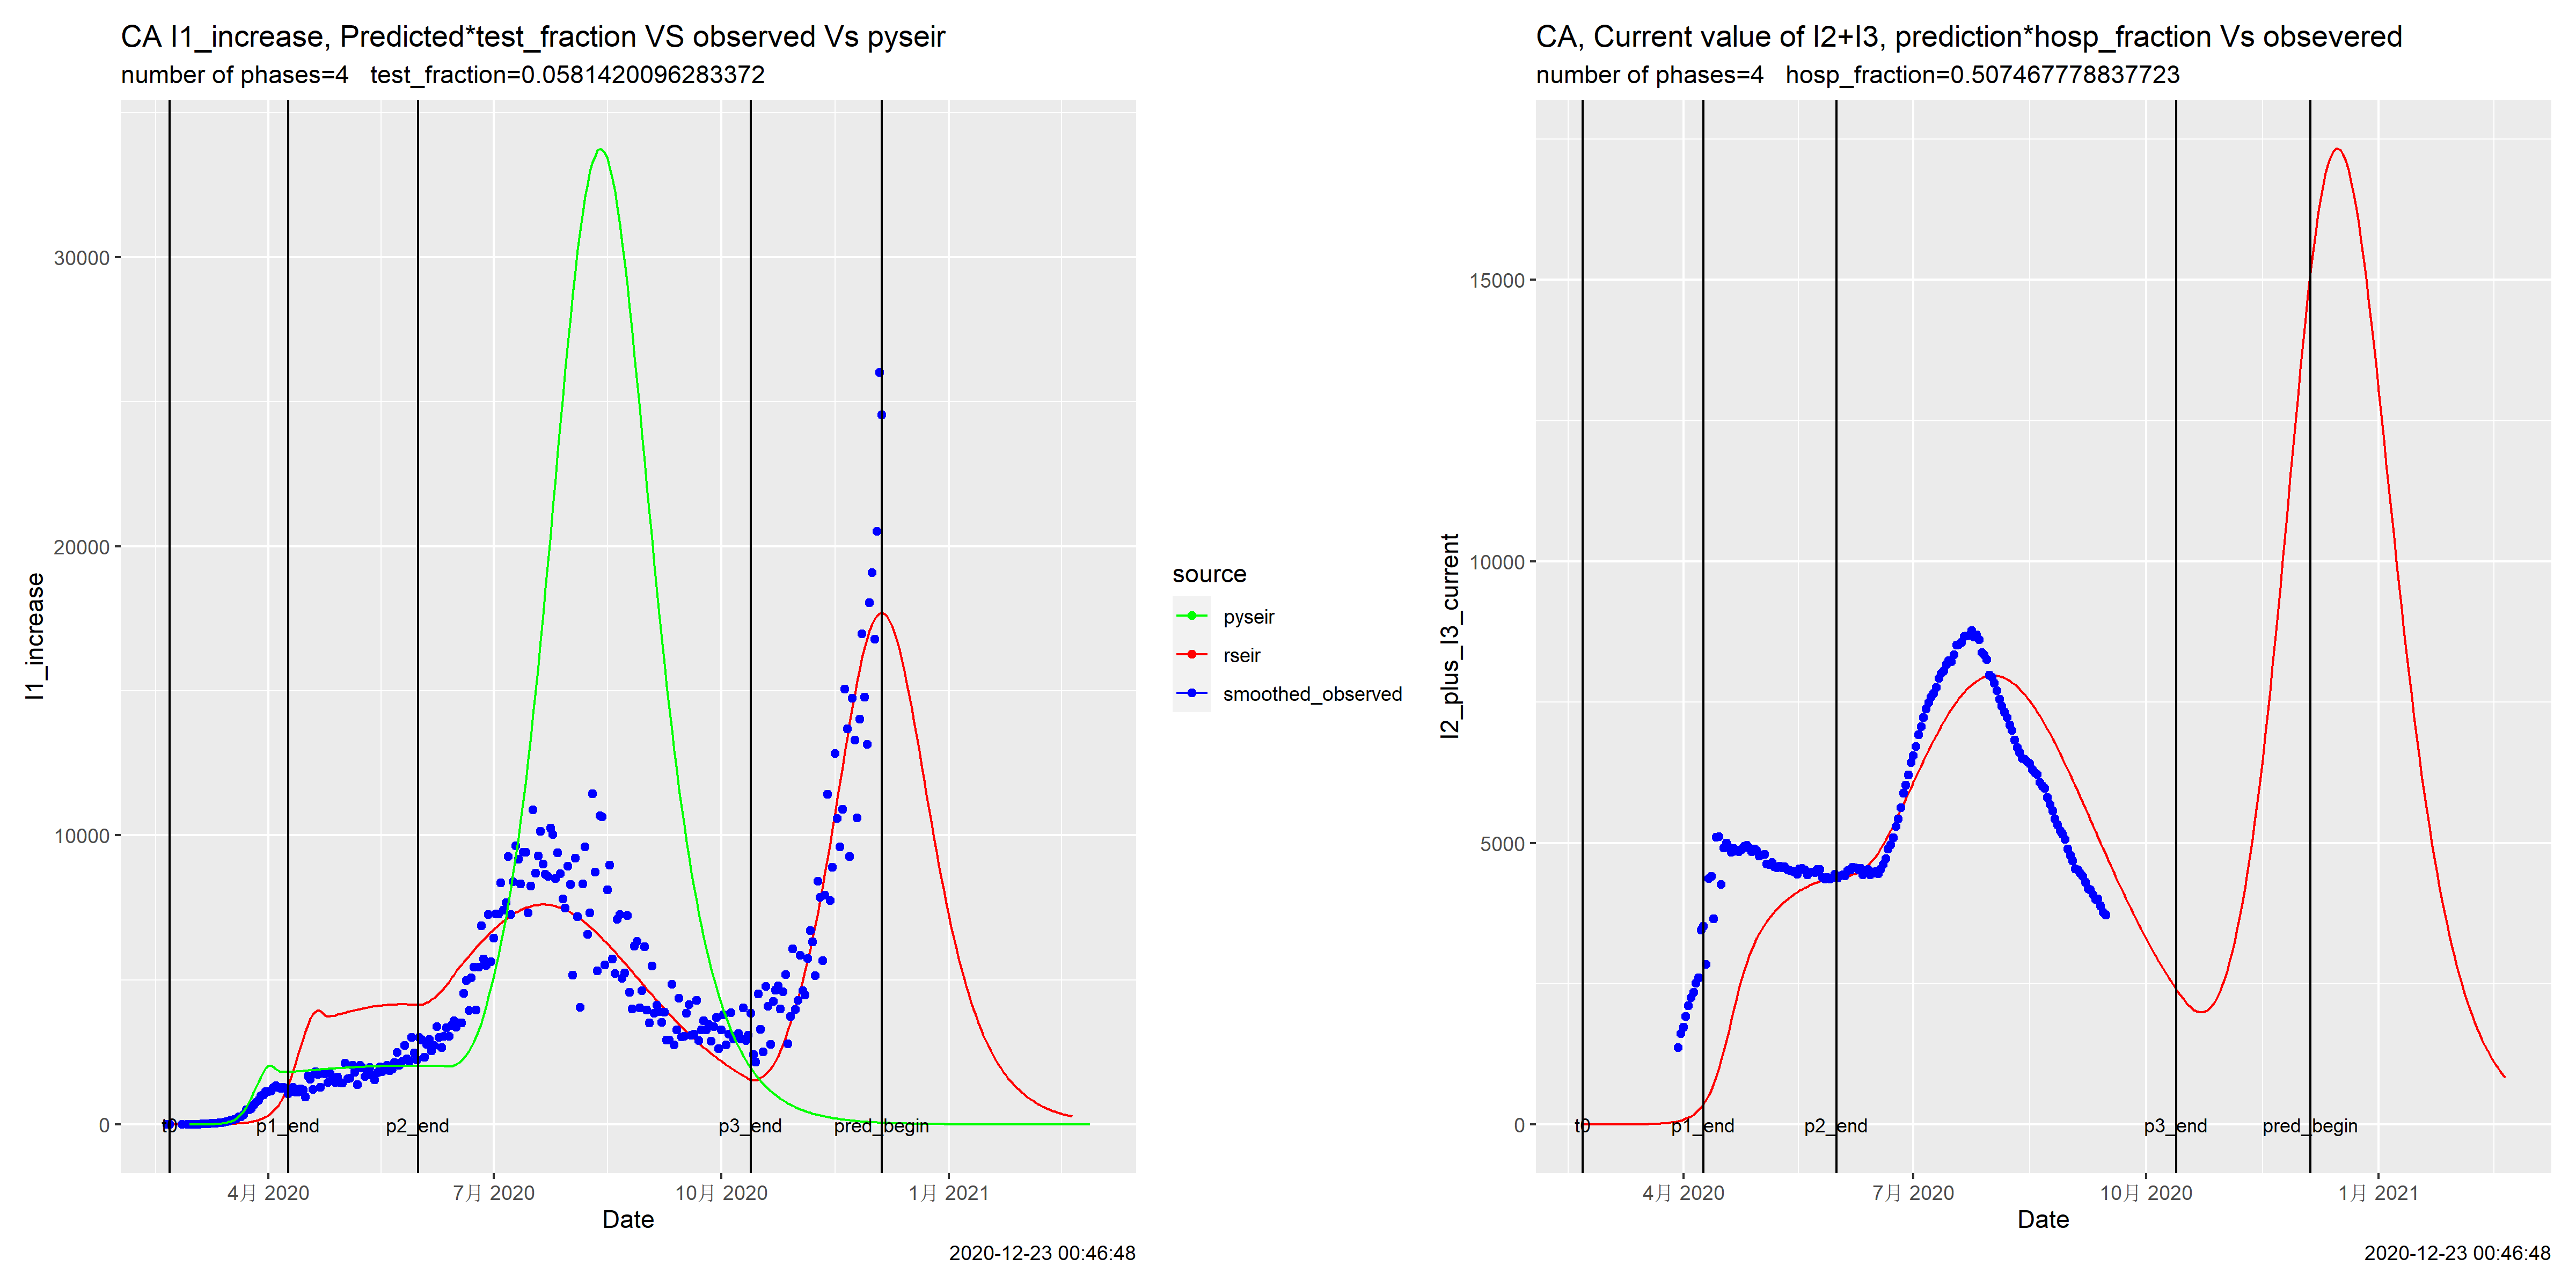 CA I1_increase, Predicted*test_fraction VS observed Vs pyseir
number of phases=4   test_fraction=0.0581420096283372
I1_increase
30000
20000
10000
0
t0
p1_end
p2_end
p3_end
pred_begin
4月 2020
7月 2020
10月 2020
1月 2021
Date
2020-12-23 00:46:48
source
pyseir
rseir
smoothed_observed
CA, Current value of I2+I3, prediction*hosp_fraction Vs obsevered
number of phases=4   hosp_fraction=0.507467778837723
I2_plus_I3_current
15000
10000
5000
0
t0
p1_end
p2_end
p3_end
pred_begin
4月 2020
7月 2020
10月 2020
1月 2021
Date
2020-12-23 00:46:48